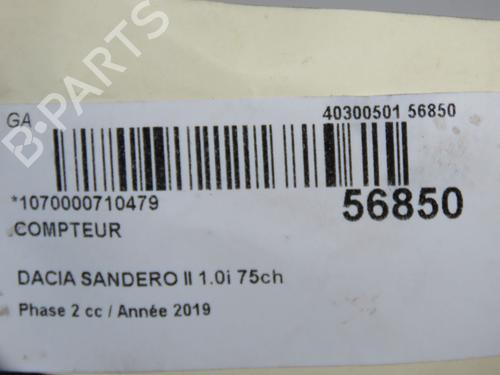 GA
40300501 56850
*1070000710479
56850
COMPTEUR
DACIA SANDERO II 1.0i 75ch
Phase 2 cc / Année 2019
B-PARTS